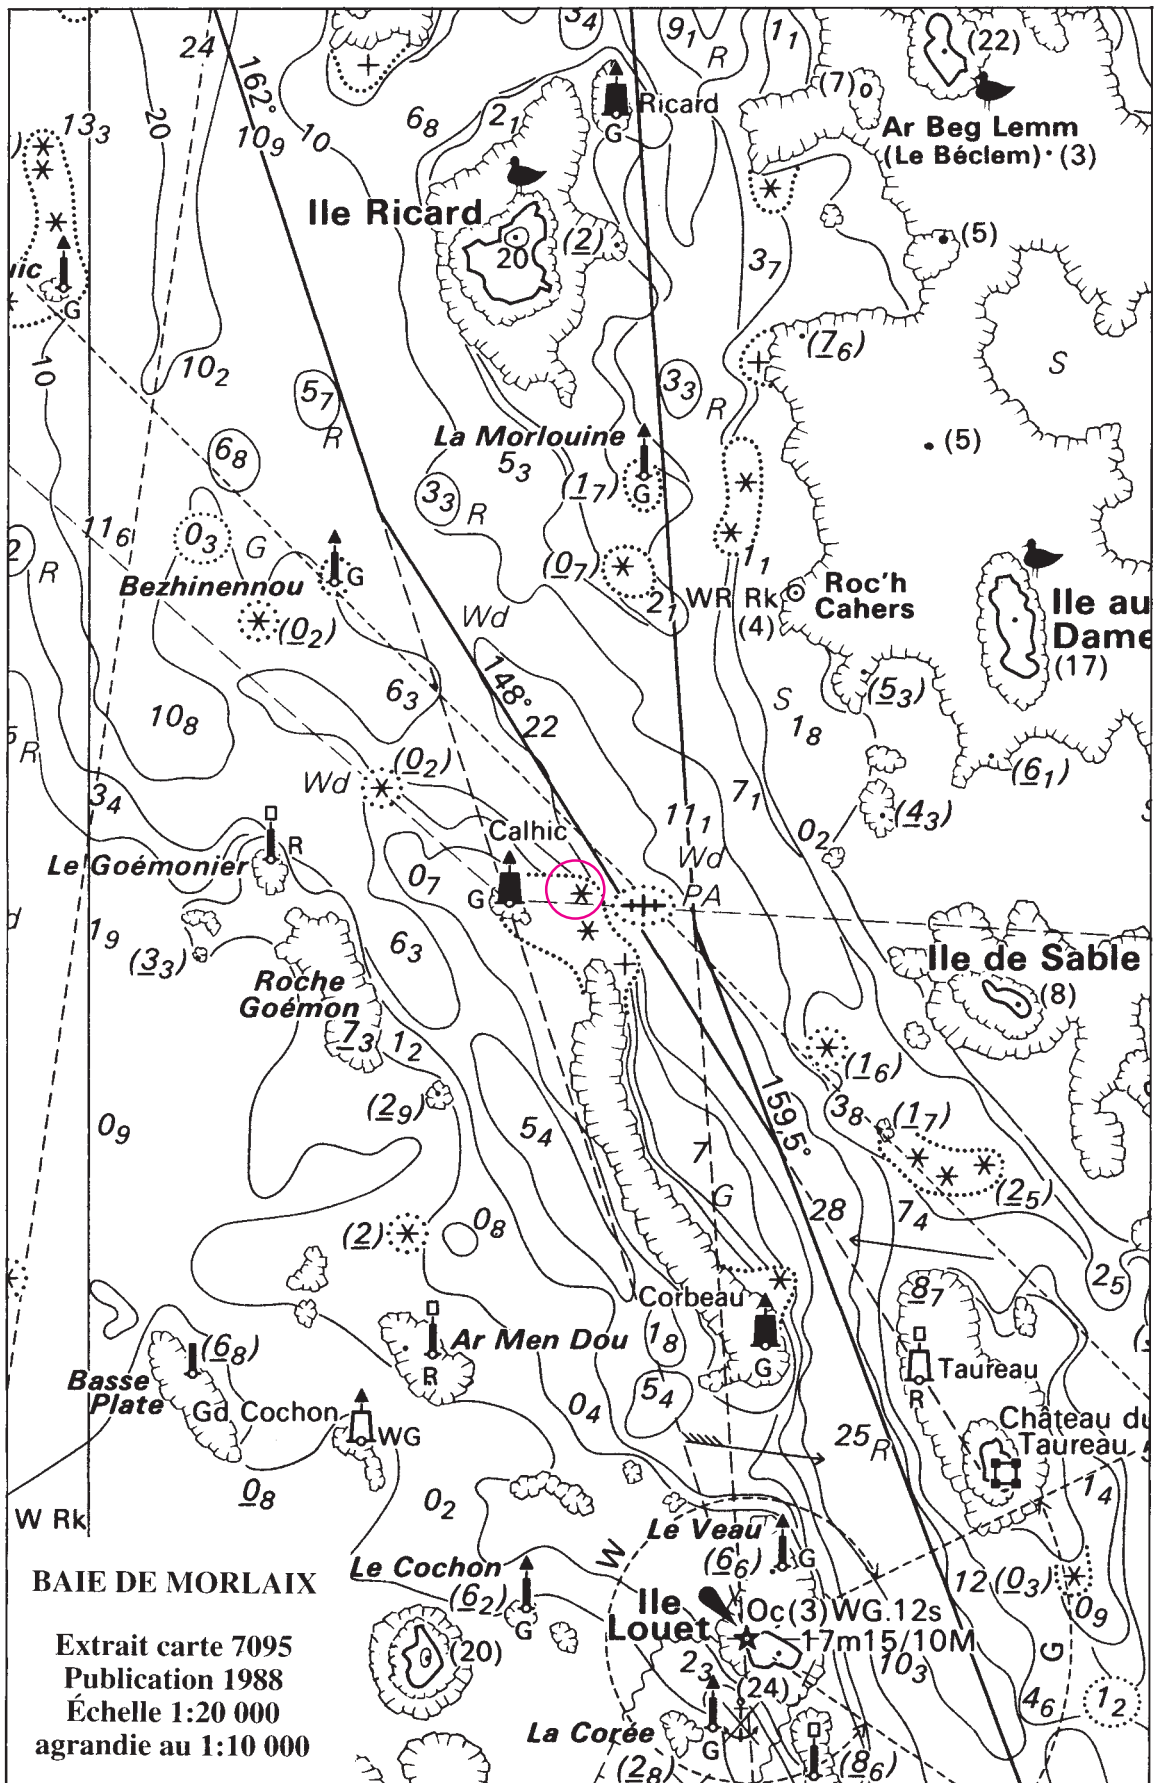 24
162°
20
13₃
10₉
10
6₈
2₁
3₄
9₁
R
1₁
(22)
(7)
Ricard
G
Ar Beg Lemm
(Le Béclem) (3)
Ile Ricard
20
(2)
(5)
3₇
uic
G
10
10₂
5₇
R
(7₆)
S
3₃
R
La Morlouine
5₃
(1₇)
G
(5)
6₈
3₃
R
11₆
0₃
G
2
R
Bezhinennou
G
(0₂)
(0₇)
2₁
1₁
WR Rk
(4)
Roc'h
Cahers
Ile au
Dame
(17)
Wd
148°
22
6₃
10₈
(5₃)
S
1₈
5
R
(6₁)
Wd
(0₂)
3₄
7₁
11₁
0₂
(4₃)
S
Calhic
G
Le Goémonier
R
0₇
Wd
PA
d
1₉
6₃
(3₃)
Roche
Goémon
7₃
1₂
Ile de Sable
(8)
(1₆)
(2₉)
159,5°
3₈
(1₇)
0₉
5₄
7
G
(2₅)
28
7₄
(2)
0₈
2₅
Corbeau
G
1₈
8₇
Ar Men Dou
R
(6₈)
Basse
Plate
Gd Cochon
WG
5₄
0₄
25
R
Taureau
R
Château du
Taureau
0₈
0₂
1₄
W Rk
Le Veau
(6₆)
G
W
Le Cochon
(6₂)
G
Ile
Louet
Oc(3)WG.12s
17m15/10M
12
(0₃)
0₉
G
(20)
2₃
(24)
10₃
4₆
1₂
La Corée
G
(2₈)
(8₆)
BAIE DE MORLAIX
Extrait carte 7095
Publication 1988
Échelle 1:20 000
agrandie au 1:10 000